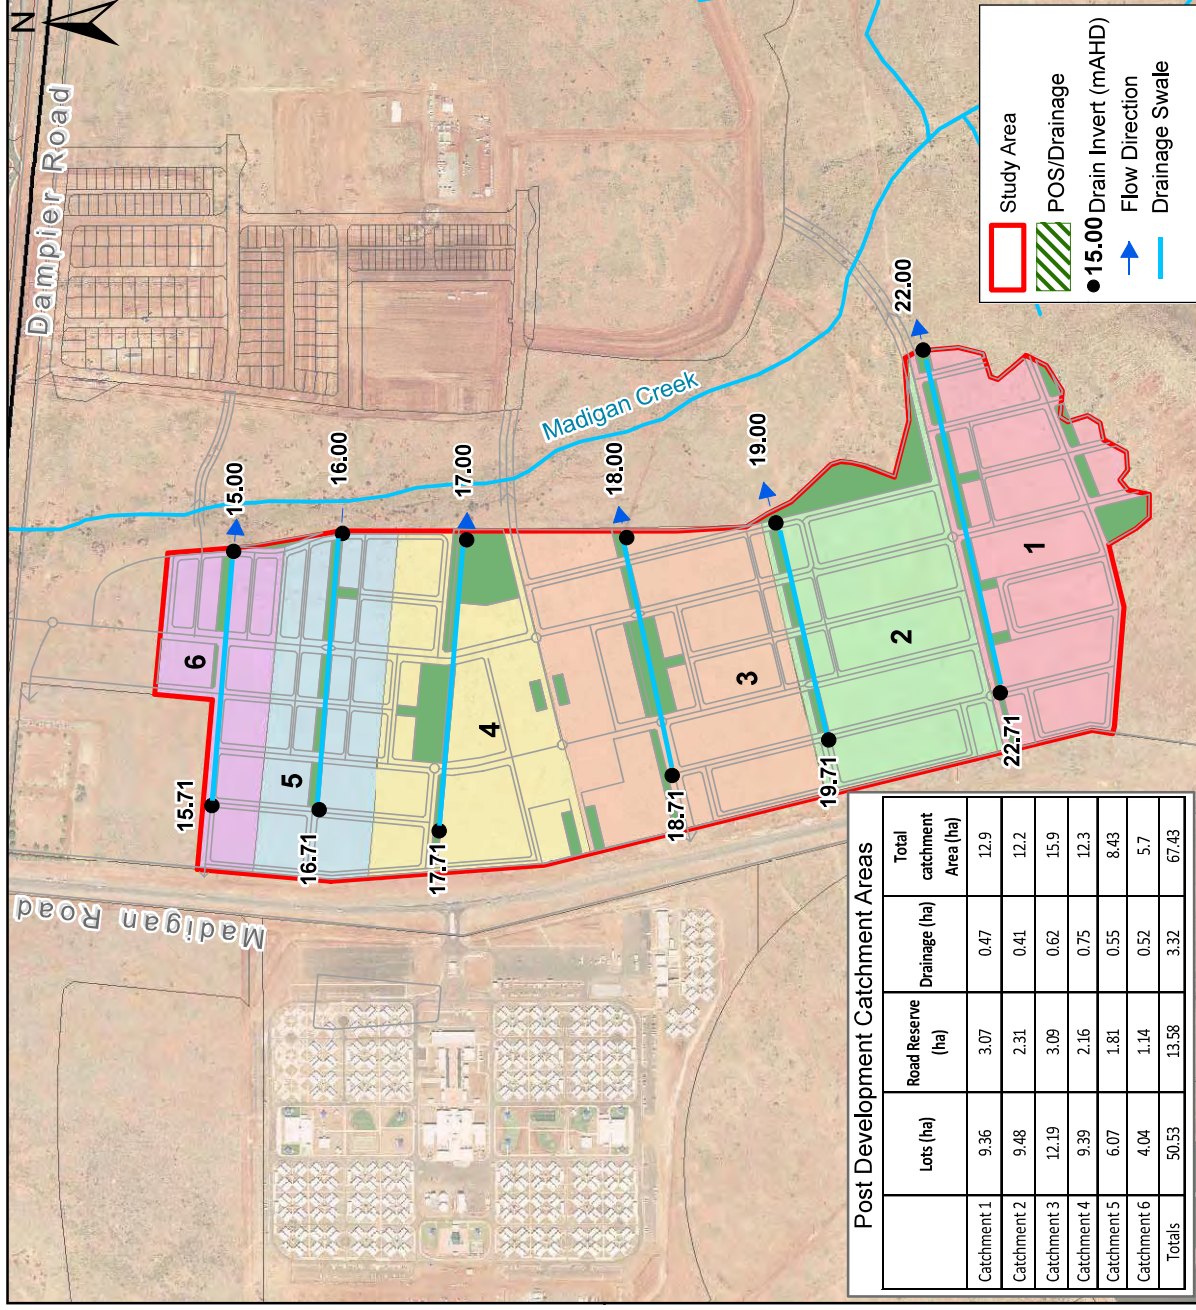 N
Dampier Road
Madigan Road
Madigan Creek
15.71
15.00
16.71
16.00
17.71
17.00
18.71
18.00
19.71
19.00
22.71
22.00
6
5
4
3
2
1
Study Area
POS/Drainage
15.00 Drain Invert (mAHD)
Flow Direction
Drainage Swale
Post Development Catchment Areas
Lots (ha) Road Reserve (ha) Drainage (ha) Total catchment Area (ha)
Catchment 1 9.36 3.07 0.47 12.9
Catchment 2 9.48 2.31 0.41 12.2
Catchment 3 12.19 3.09 0.62 15.9
Catchment 4 9.39 2.16 0.75 12.3
Catchment 5 6.07 1.81 0.55 8.43
Catchment 6 4.04 1.14 0.52 5.7
Totals 50.53 13.58 3.32 67.43